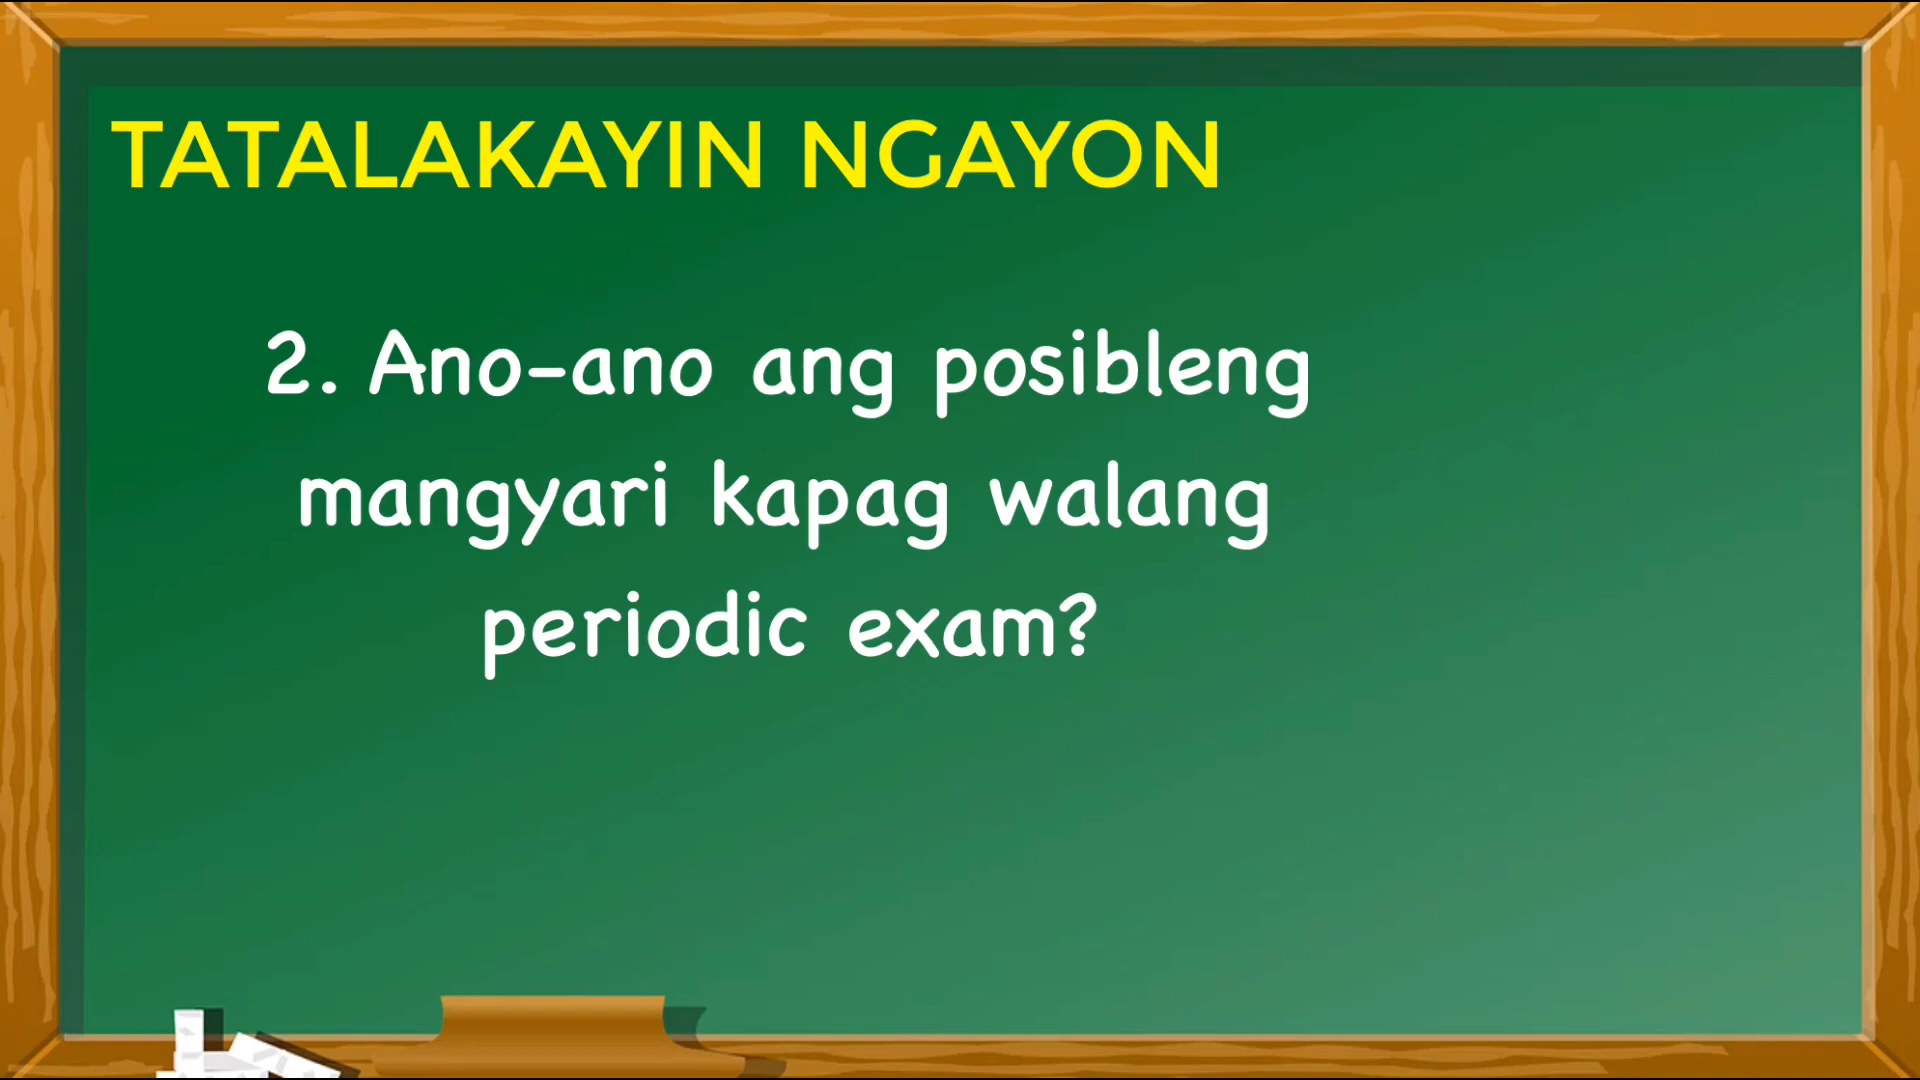 TATALAKAYIN NGAYON
2. Ano-ano ang posibleng
mangyari kapag walang
periodic exam?